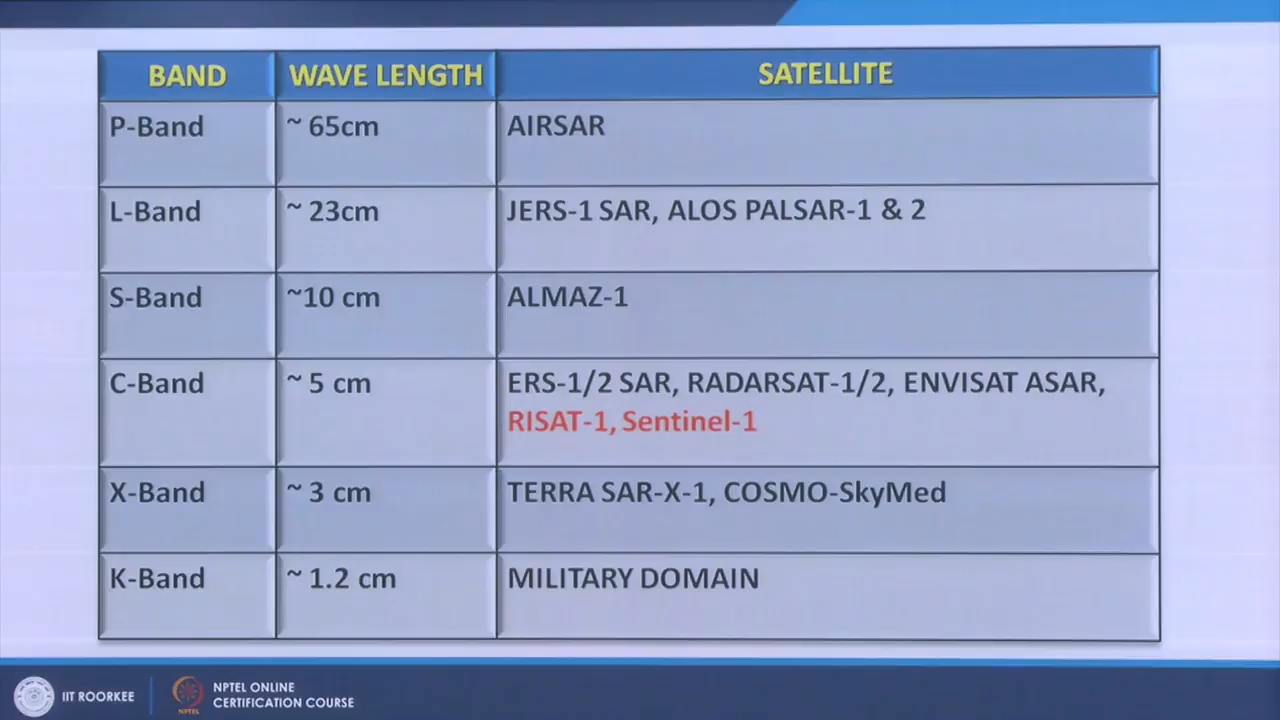 BAND WAVE LENGTH SATELLITE
P-Band ~ 65cm AIRSAR
L-Band ~ 23cm JERS-1 SAR, ALOS PALSAR-1 & 2
S-Band ~10 cm ALMAZ-1
C-Band ~ 5 cm ERS-1/2 SAR, RADARSAT-1/2, ENVISAT ASAR,
RISAT-1, Sentinel-1
X-Band ~ 3 cm TERRA SAR-X-1, COSMO-SkyMed
K-Band ~ 1.2 cm MILITARY DOMAIN
IIT ROORKEE
NPTEL
NPTEL ONLINE
CERTIFICATION COURSE